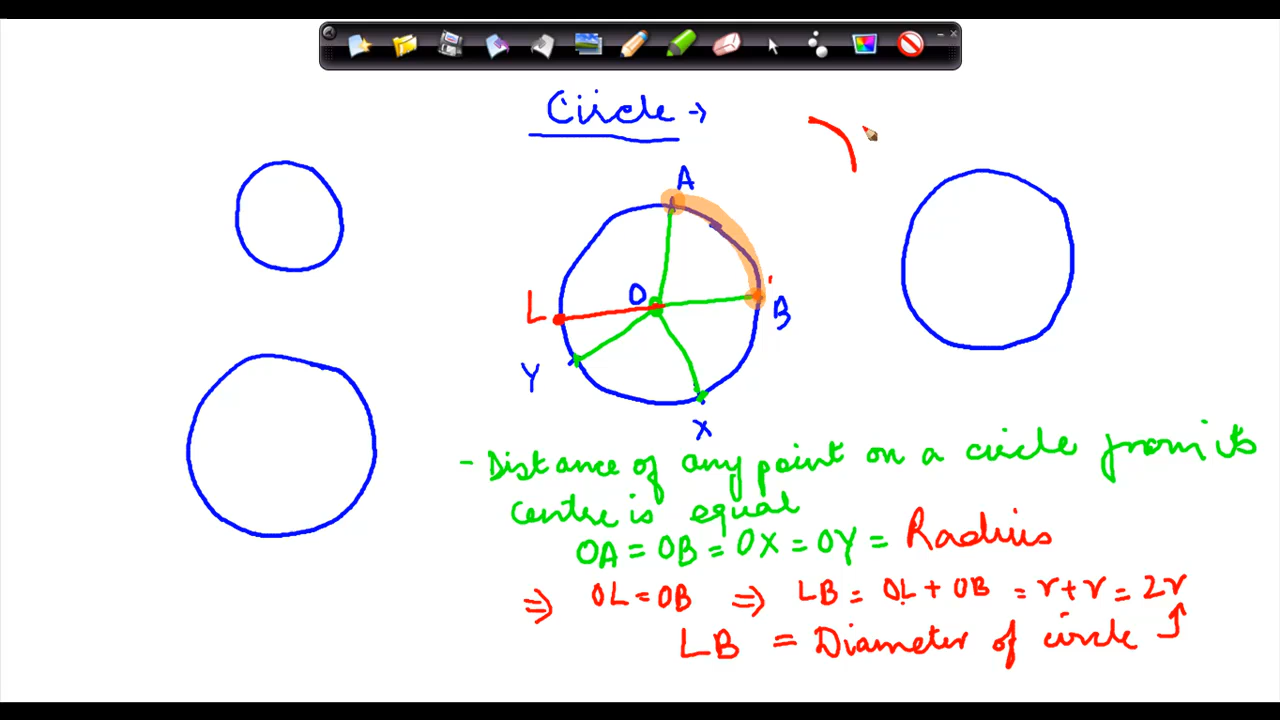 Circle →
A
O
L
B
Y
X
- Distance of any point on a circle from its
centre is equal
OA = OB = OX = OY = Radius
⇒ OL = OB ⇒ LB = OL + OB = r + r = 2r
LB = Diameter of circle